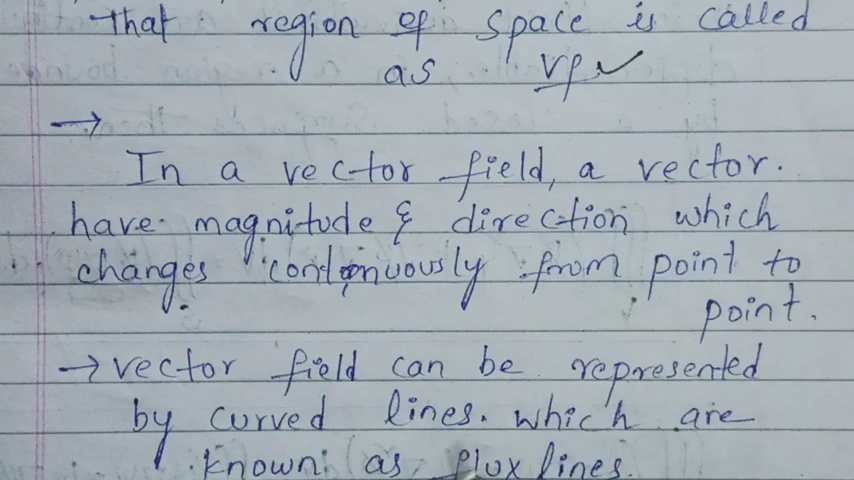 that region of space is called
as VF ✓
→
In a vector field, a vector.
have magnitude & direction which
changes continuously from point to
point.
→ vector field can be represented
by curved lines. which are
known as flux lines.